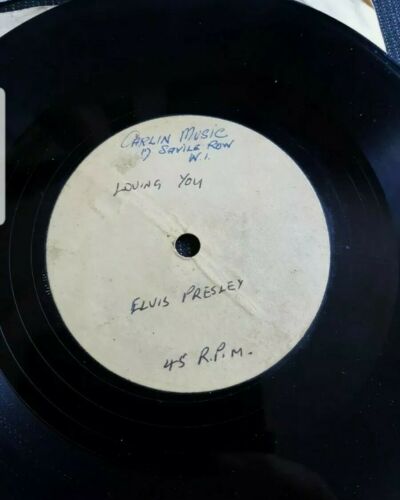 CARLIN MUSIC
17 SAVILE ROW
W.1.
LOVING YOU
ELVIS PRESLEY
45 R.P.M.